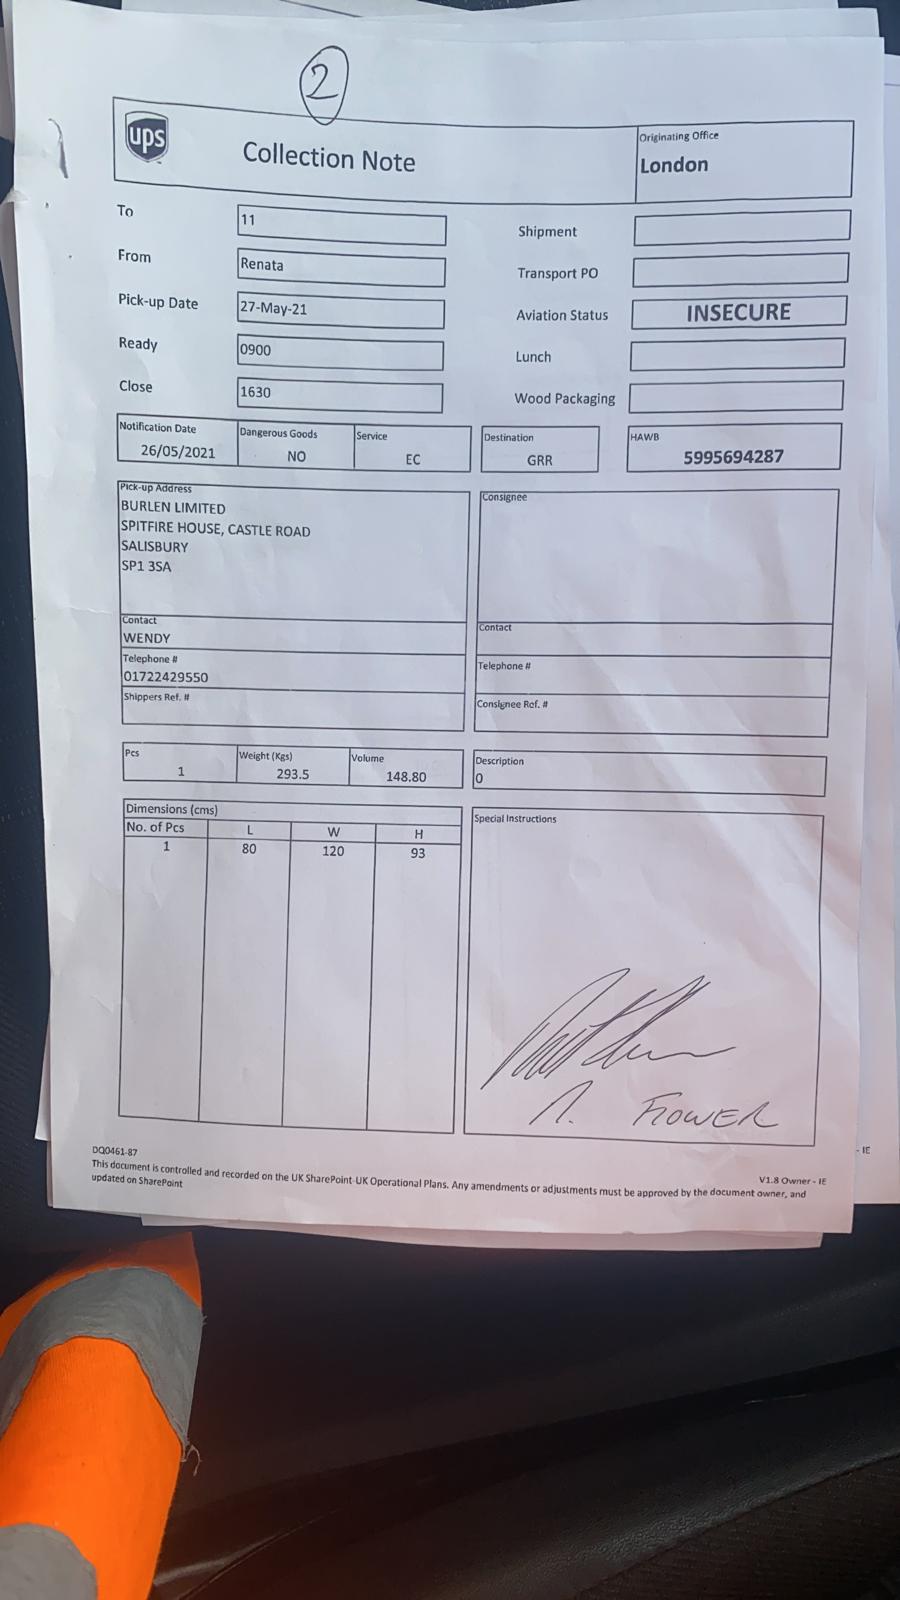 2
ups
Collection Note
Originating Office
London
To
11
From
Renata
Pick-up Date
27-May-21
Ready
0900
Close
1630
Shipment
Transport PO
Aviation Status
INSECURE
Lunch
Wood Packaging
Notification Date
26/05/2021
Dangerous Goods
NO
Service
EC
Destination
GRR
HAWB
5995694287
Pick-up Address
BURLEN LIMITED
SPITFIRE HOUSE, CASTLE ROAD
SALISBURY
SP1 3SA
Contact
WENDY
Telephone #
01722429550
Shippers Ref. #
Consignee
Contact
Telephone #
Consignee Ref. #
Pcs
1
Weight (Kgs)
293.5
Volume
148.80
Description
0
Dimensions (cms)
No. of Pcs L W H
1 80 120 93
Special Instructions
FLOWER
DQ0461-87
V1.8 Owner - IE
This document is controlled and recorded on the UK SharePoint-UK Operational Plans. Any amendments or adjustments must be approved by the document owner, and
updated on SharePoint
- IE